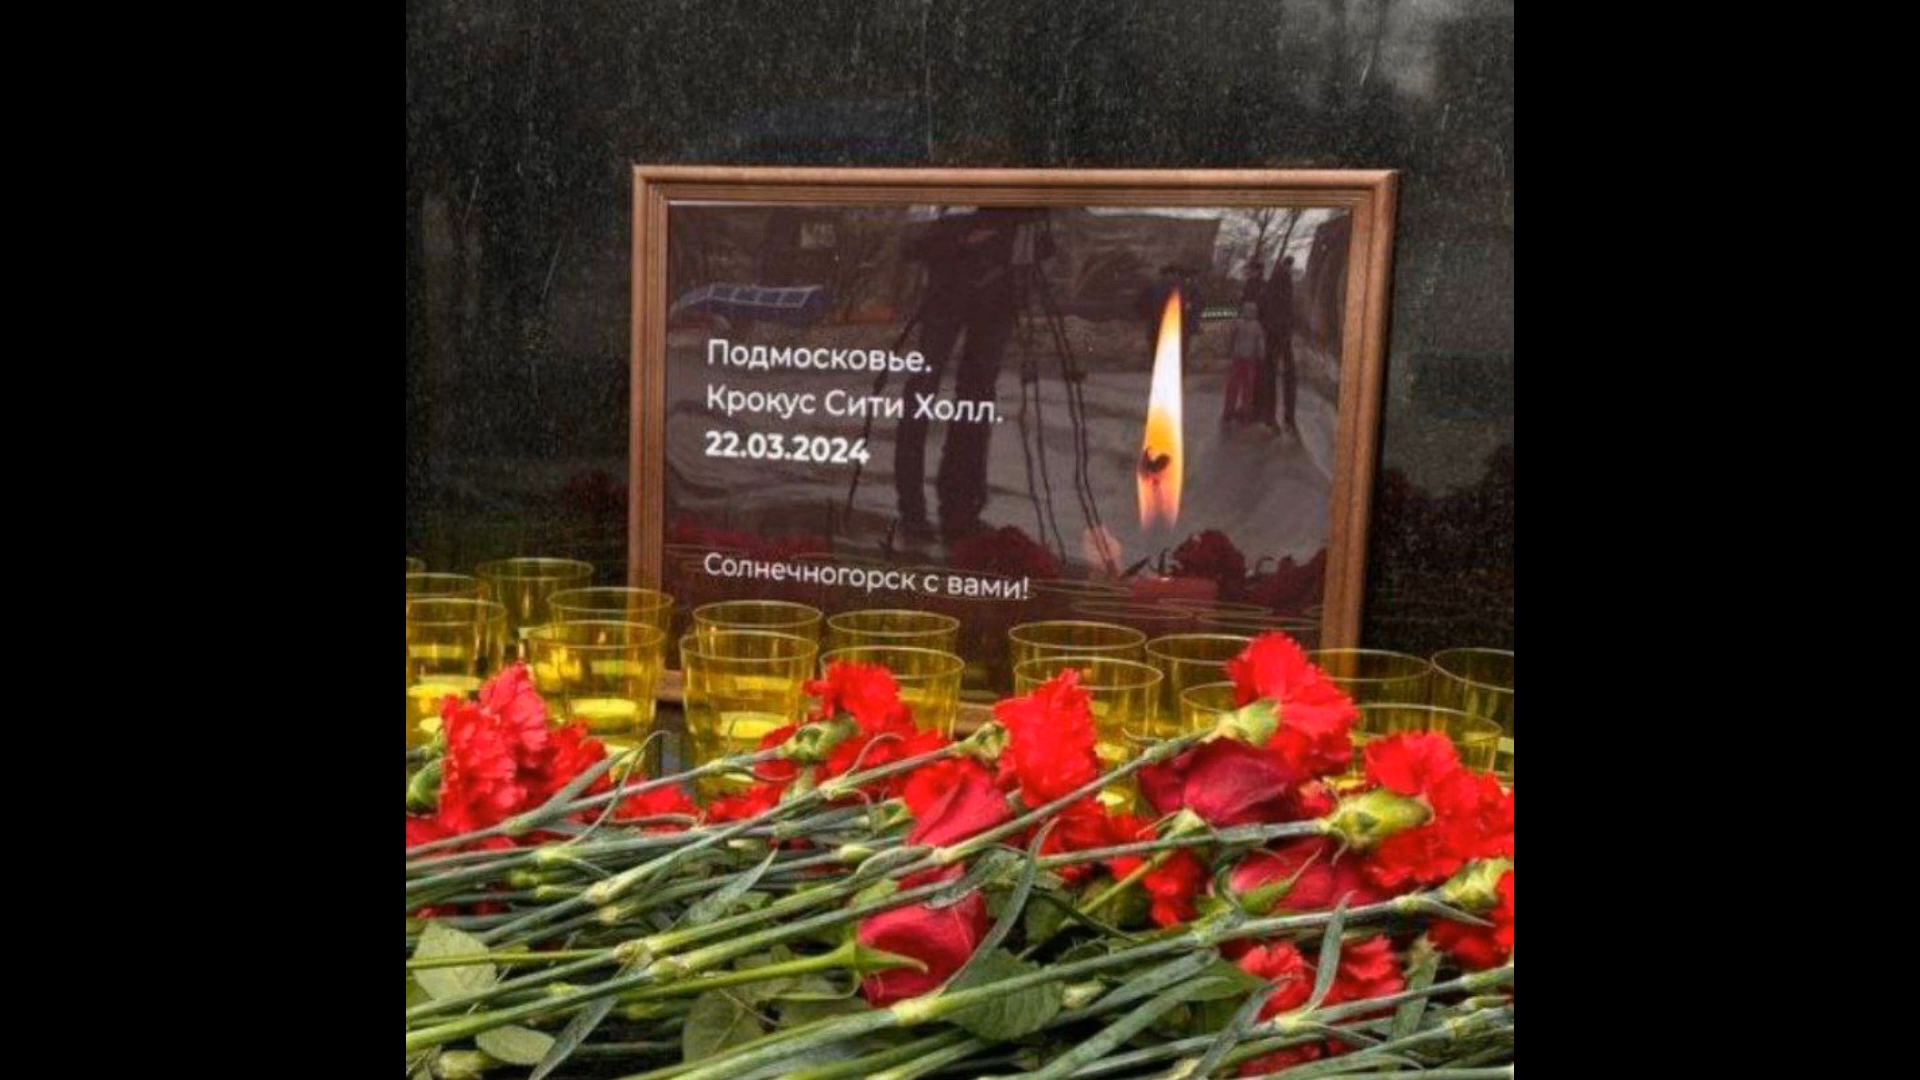 Подмосковье.
Крокус Сити Холл.
22.03.2024
Солнечногорск с вами!